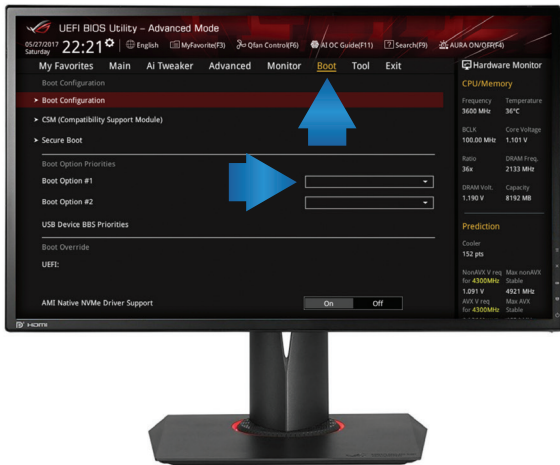 UEFI BIOS Utility – Advanced Mode
05/27/2017 Saturday 22:21 English MyFavorite(F3) Qfan Control(F6) AI OC Guide(F11) Search(F9) AURA ON/OFF(F4)
My Favorites Main Ai Tweaker Advanced Monitor Boot Tool Exit
Hardware Monitor
Boot Configuration
> Boot Configuration
> CSM (Compatibility Support Module)
> Secure Boot
Boot Option Priorities
Boot Option #1
Boot Option #2
USB Device BBS Priorities
Boot Override
UEFI:
AMI Native NVMe Driver Support On Off
CPU/Memory
Frequency Temperature
3600 MHz 36°C
BCLK Core Voltage
100.00 MHz 1.101 V
Ratio DRAM Freq.
36x 2133 MHz
DRAM Volt. Capacity
1.190 V 8192 MB
Prediction
Cooler
152 pts
NonAVX V req Max nonAVX
for 4300MHz Stable
1.091 V 4921 MHz
AVX V req Max AVX
for 4300MHz Stable
HDMI